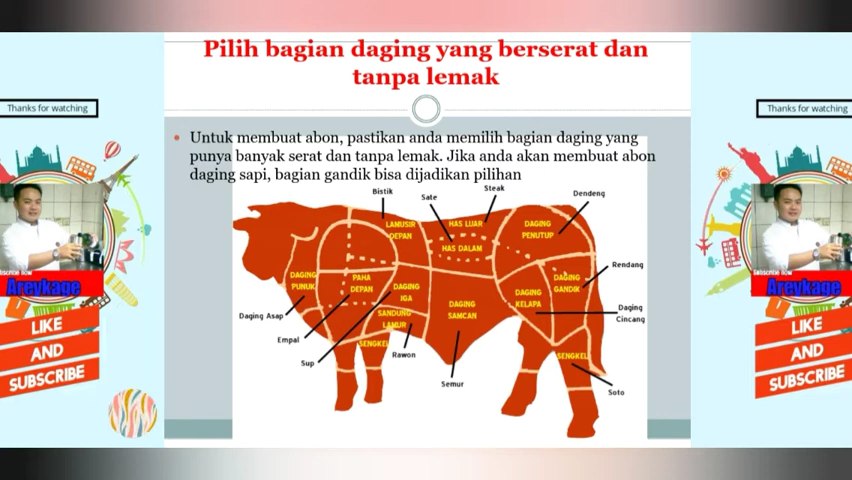 Pilih bagian daging yang berserat dan
tanpa lemak
Thanks for watching
Thanks for watching
Untuk membuat abon, pastikan anda memilih bagian daging yang
punya banyak serat dan tanpa lemak. Jika anda akan membuat abon
daging sapi, bagian gandik bisa dijadikan pilihan
Bistik
Sate
Steak
Dendeng
LAMUSIR
DEPAN
HAS LUAR
HAS DALAM
DAGING
PENUTUP
Rendang
DAGING
PUNUK
PAHA
DEPAN
DAGING
IGA
DAGING
SAMCAN
DAGING
KELAPA
DAGING
GANDIK
SANDUNG
LAMUR
SENGKEL
SENGKEL
Daging Asap
Empal
Sup
Rawon
Semur
Daging
Cincang
Soto
Areykage
LIKE
AND
SUBSCRIBE
Areykage
LIKE
AND
SUBSCRIBE